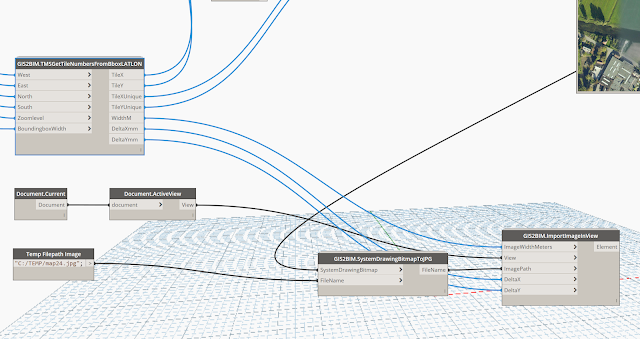 GIS2BIM.TMSGetTileNumbersFromBboxLATLON
West > TileX
East > TileY
North > TileXUnique
South > TileYUnique
Zoomlevel > WidthM
BoundingboxWidth > DeltaXmm
DeltaYmm
Document.Current
Document
Document.ActiveView
document > View
Temp Filepath Image
"C:/TEMP/map24.jpg"; >
GIS2BIM.SystemDrawingBitmapToJPG
SystemDrawingBitmap > FileName
FileName >
GIS2BIM.ImportImageInView
ImageWidthMeters > Element
View >
ImagePath >
DeltaX >
DeltaY >